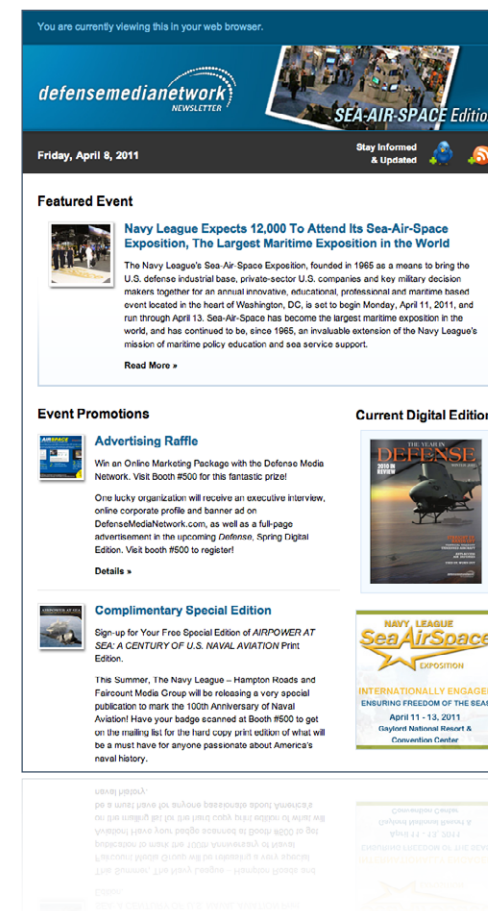 You are currently viewing this in your web browser.
defensemedianetwork
NEWSLETTER
SEA-AIR-SPACE Editio
Friday, April 8, 2011
Stay Informed
& Updated
Featured Event
Navy League Expects 12,000 To Attend Its Sea-Air-Space
Exposition, The Largest Maritime Exposition in the World
The Navy League's Sea-Air-Space Exposition, founded in 1965 as a means to bring the
U.S. defense industrial base, private-sector U.S. companies and key military decision
makers together for an annual innovative, educational, professional and maritime based
event located in the heart of Washington, DC, is set to begin Monday, April 11, 2011, and
run through April 13. Sea-Air-Space has become the largest maritime exposition in the
world, and has continued to be, since 1965, an invaluable extension of the Navy League's
mission of maritime policy education and sea service support.
Read More »
Event Promotions
Advertising Raffle
Win an Online Marketing Package with the Defense Media
Network. Visit Booth #500 for this fantastic prize!
One lucky organization will receive an executive interview,
online corporate profile and banner ad on
DefenseMediaNetwork.com, as well as a full-page
advertisement in the upcoming Defense, Spring Digital
Edition. Visit booth #500 to register!
Details »
AIRPOWER AT SEA
Complimentary Special Edition
Sign-up for Your Free Special Edition of AIRPOWER AT
SEA: A CENTURY OF U.S. NAVAL AVIATION Print
Edition.
This Summer, The Navy League – Hampton Roads and
Faircount Media Group will be releasing a very special
publication to mark the 100th Anniversary of Naval
Aviation! Have your badge scanned at Booth #500 to get
on the mailing list for the hard copy print edition of what will
be a must have for anyone passionate about America's
naval history.
Current Digital Edition
THE YEAR IN
DEFENSE
2010 IN
REVIEW
NAVY LEAGUE
SeaAirSpace
EXPOSITION
INTERNATIONALLY ENGAGE
ENSURING FREEDOM OF THE SEAS
April 11 - 13, 2011
Gaylord National Resort &
Convention Center